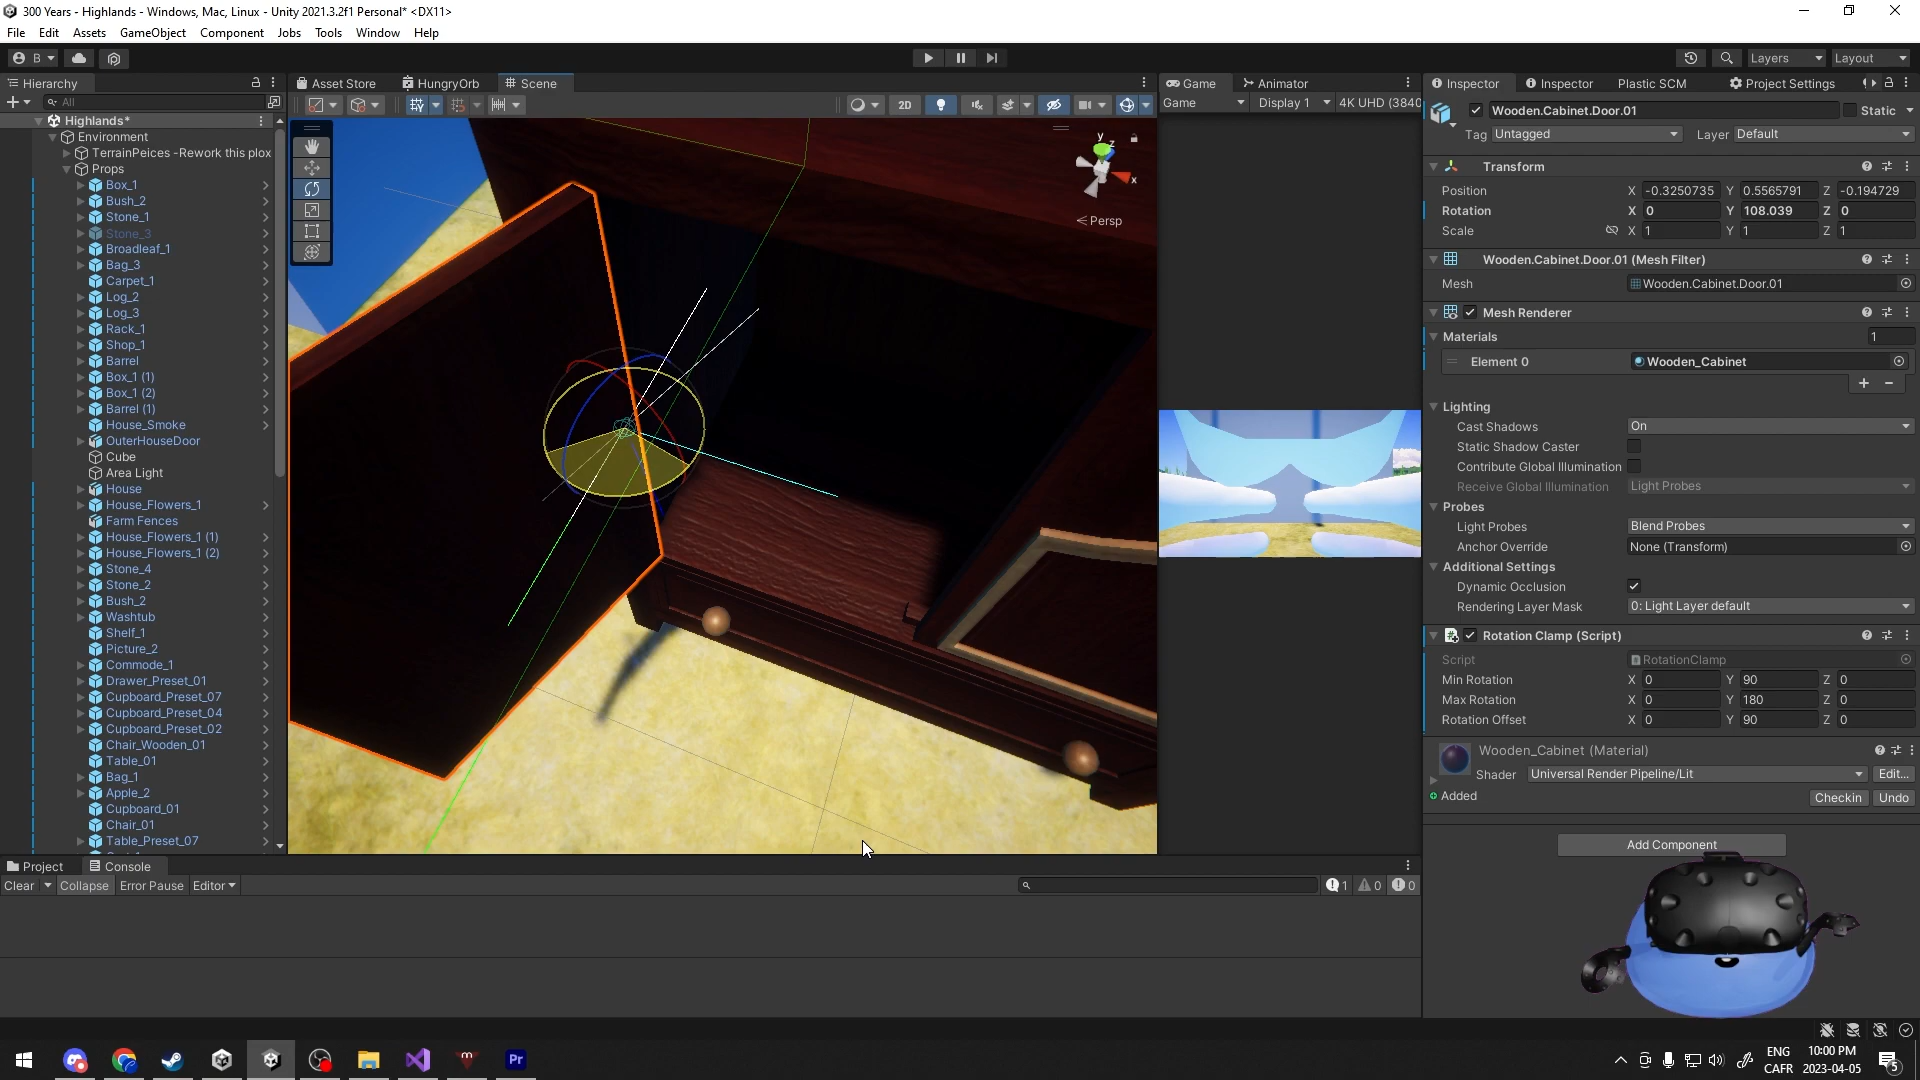 300 Years - Highlands - Windows, Mac, Linux - Unity 2021.3.2f1 Personal* <DX11>
File Edit Assets GameObject Component Jobs Tools Window Help
B
Layers Layout
Hierarchy
All
Highlands*
Environment
TerrainPeices -Rework this plox
Props
Box_1
Bush_2
Stone_1
Stone_3
Broadleaf_1
Bag_3
Carpet_1
Log_2
Log_3
Rack_1
Shop_1
Barrel
Box_1 (1)
Box_1 (2)
Barrel (1)
House_Smoke
OuterHouseDoor
Cube
Area Light
House
House_Flowers_1
Farm Fences
House_Flowers_1 (1)
House_Flowers_1 (2)
Stone_4
Stone_2
Bush_2
Washtub
Shelf_1
Picture_2
Commode_1
Drawer_Preset_01
Cupboard_Preset_07
Cupboard_Preset_04
Cupboard_Preset_02
Chair_Wooden_01
Table_01
Bag_1
Apple_2
Cupboard_01
Chair_01
Table_Preset_07
Asset Store HungryOrb Scene
2D
y
z
x
Persp
Game Animator
Game Display 1 4K UHD (3840
Inspector Inspector Plastic SCM Project Settings
Wooden.Cabinet.Door.01 Static
Tag Untagged Layer Default
Transform
Position X -0.3250735 Y 0.5565791 Z -0.194729
Rotation X 0 Y 108.039 Z 0
Scale X 1 Y 1 Z 1
Wooden.Cabinet.Door.01 (Mesh Filter)
Mesh Wooden.Cabinet.Door.01
Mesh Renderer
Materials 1
Element 0 Wooden_Cabinet
Lighting
Cast Shadows On
Static Shadow Caster
Contribute Global Illumination
Receive Global Illumination Light Probes
Probes
Light Probes Blend Probes
Anchor Override None (Transform)
Additional Settings
Dynamic Occlusion
Rendering Layer Mask 0: Light Layer default
Rotation Clamp (Script)
Script RotationClamp
Min Rotation X 0 Y 90 Z 0
Max Rotation X 0 Y 180 Z 0
Rotation Offset X 0 Y 90 Z 0
Wooden_Cabinet (Material)
Shader Universal Render Pipeline/Lit Edit...
Added Checkin Undo
Add Component
Project Console
Clear Collapse Error Pause Editor 1 0 0
Pr
ENG
CAFR
10:00 PM
2023-04-05
5